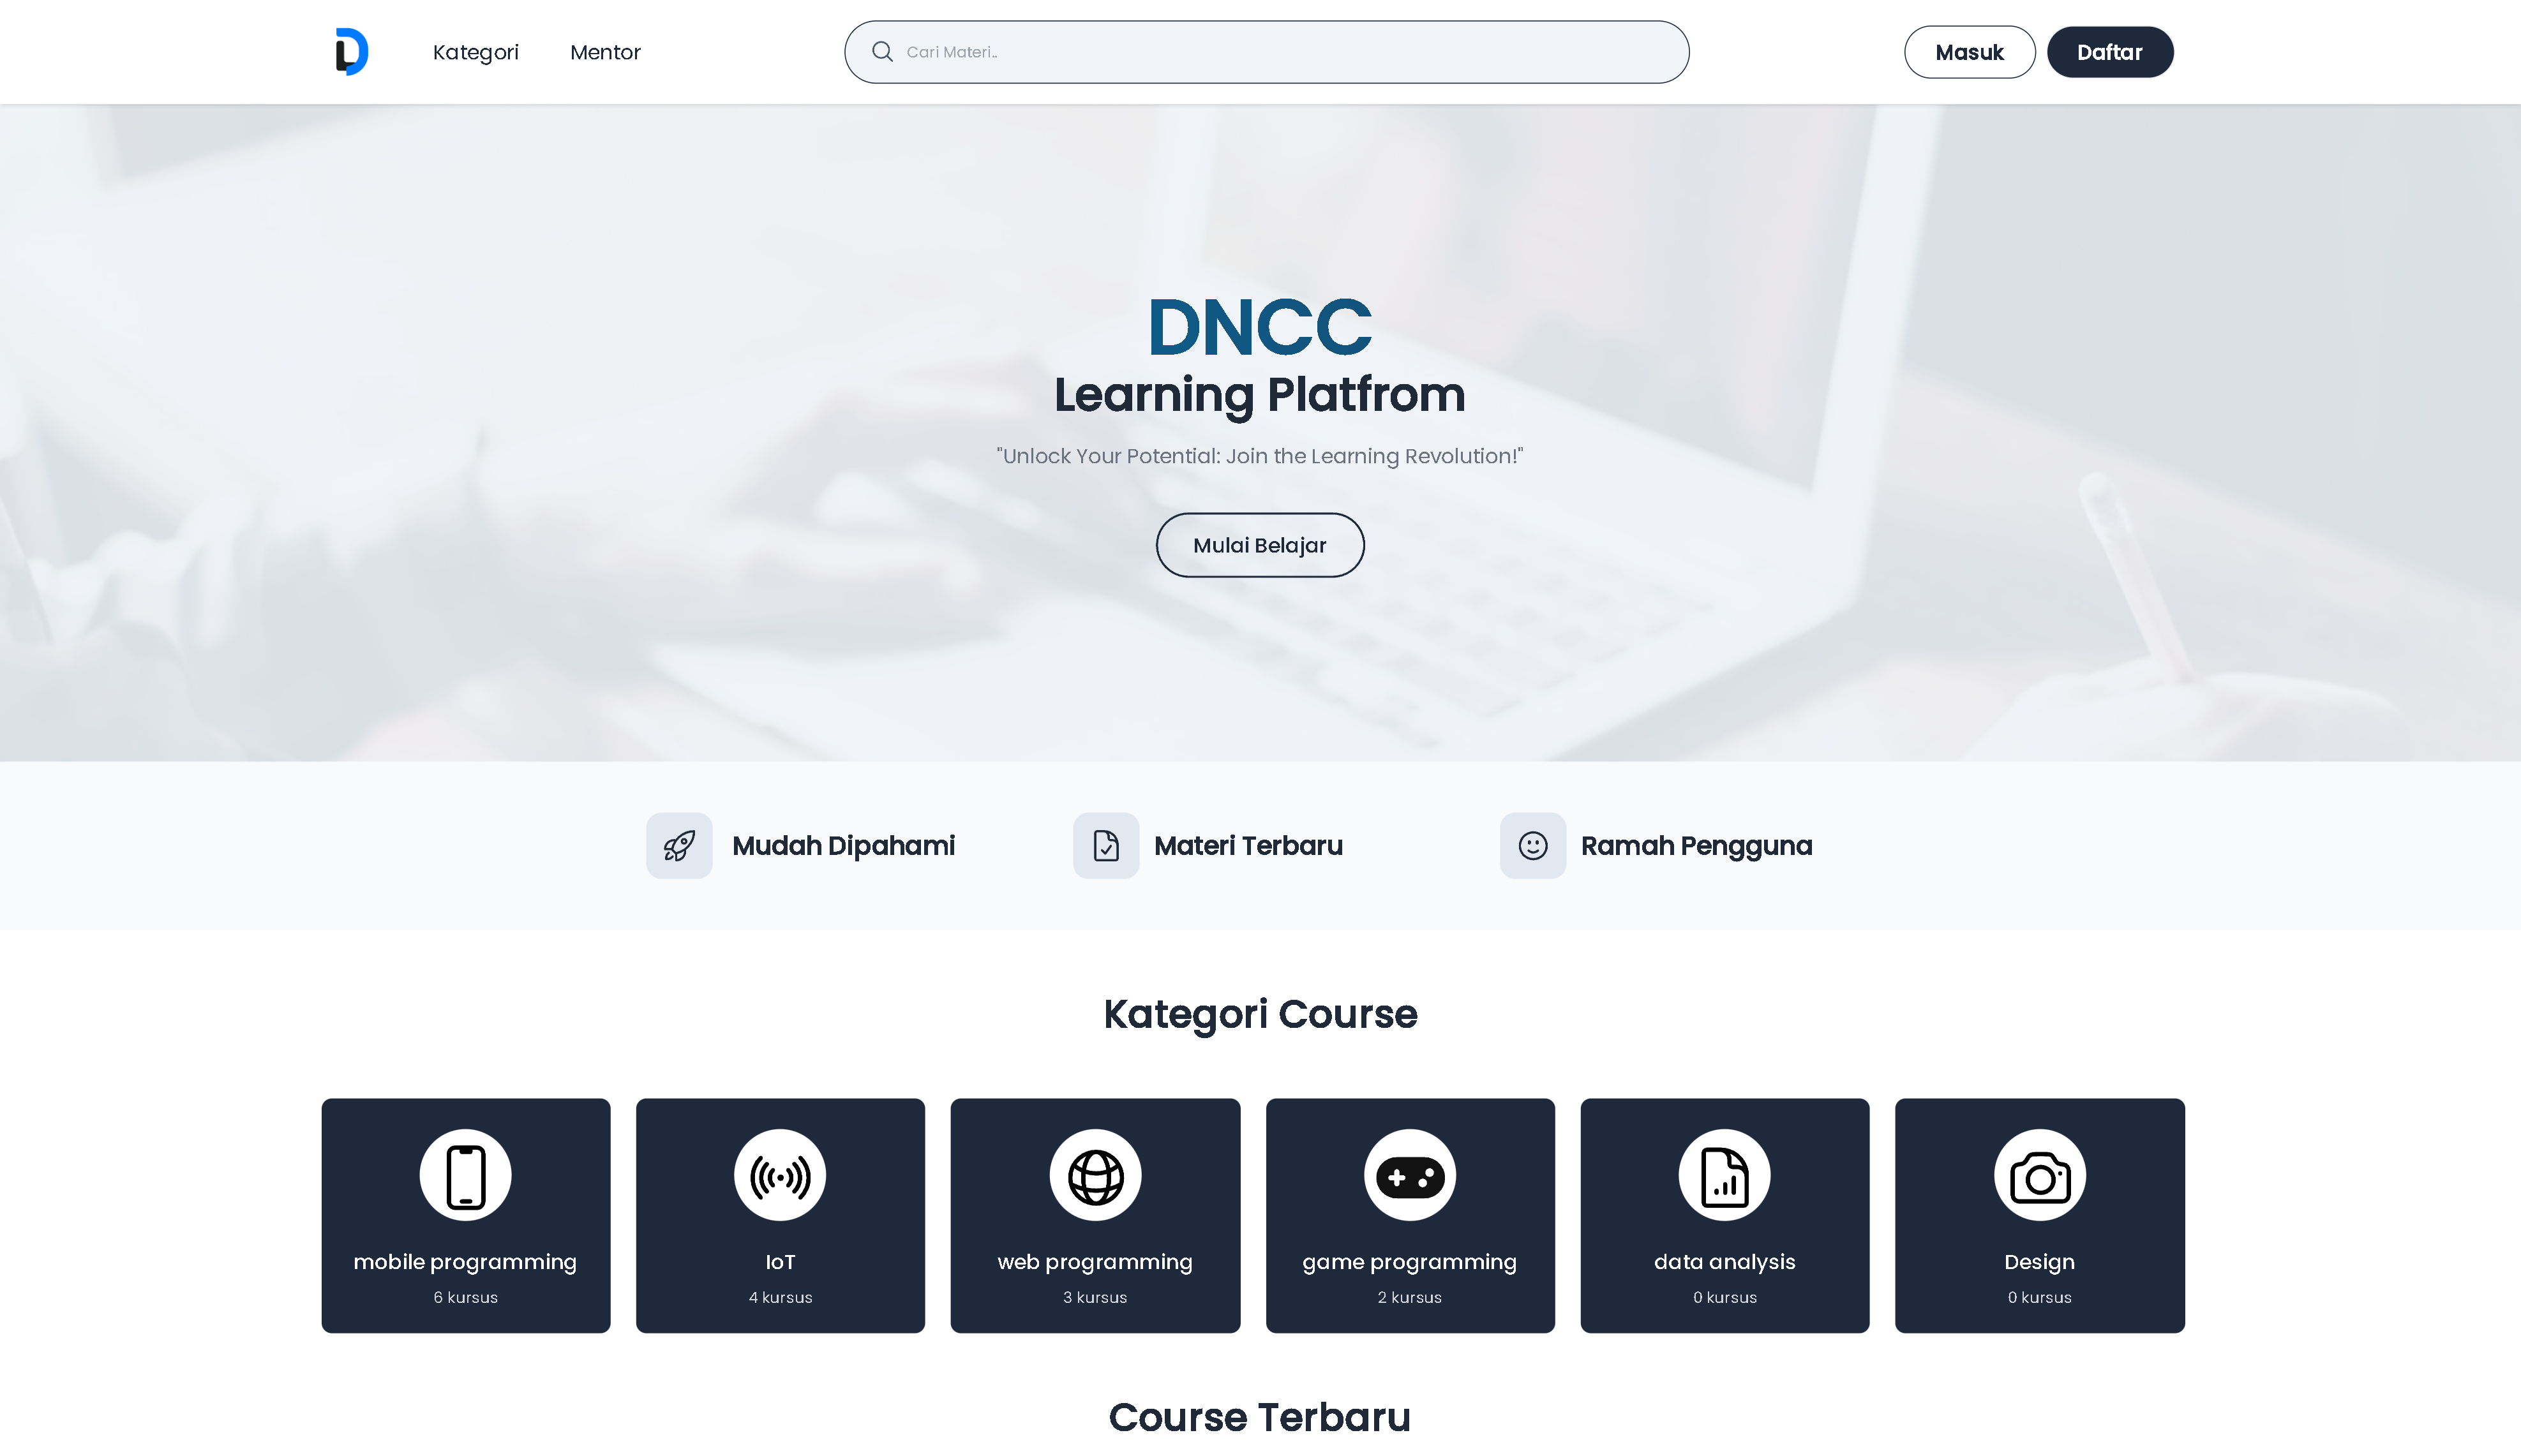 Kategori
Mentor
Cari Materi..
Masuk
Daftar
DNCC
Learning Platfrom
"Unlock Your Potential: Join the Learning Revolution!"
Mulai Belajar
Mudah Dipahami
Materi Terbaru
Ramah Pengguna
Kategori Course
mobile programming
6 kursus
IoT
4 kursus
web programming
3 kursus
game programming
2 kursus
data analysis
0 kursus
Design
0 kursus
Course Terbaru